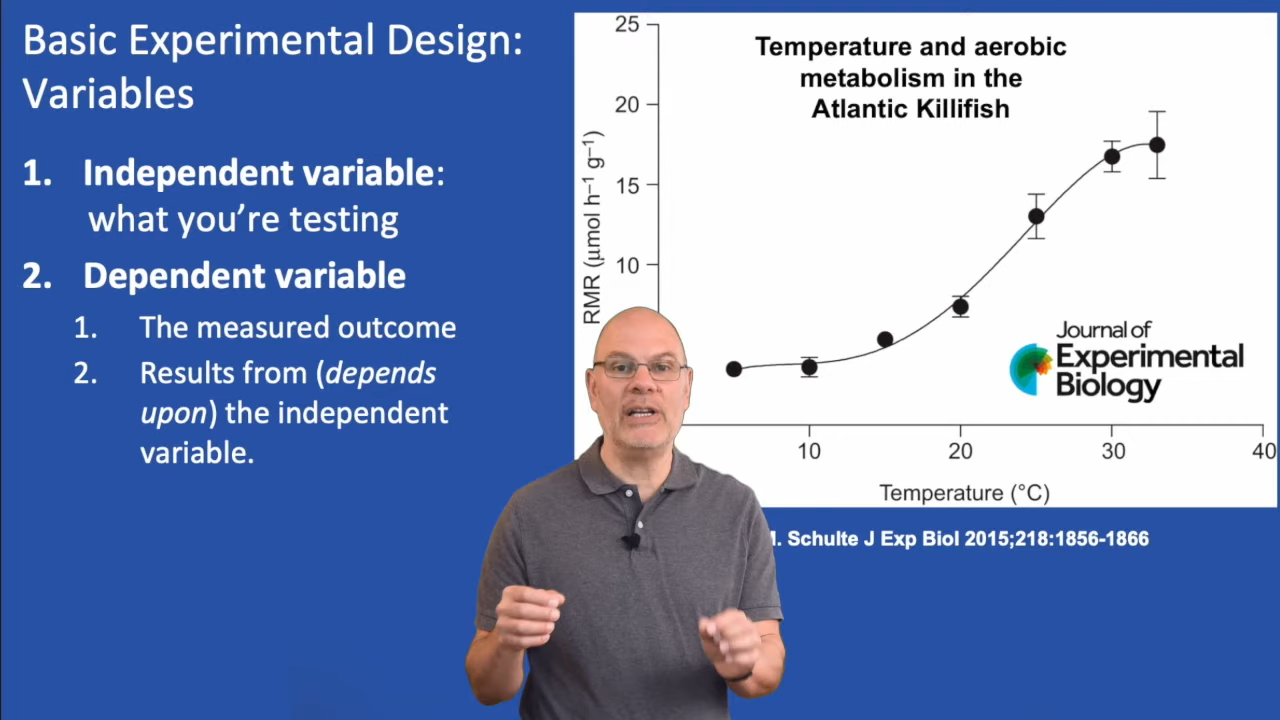 Basic Experimental Design:
Variables
1. Independent variable:
what you're testing
2. Dependent variable
1. The measured outcome
2. Results from (depends
upon) the independent
variable.
Temperature and aerobic
metabolism in the
Atlantic Killifish
RMR (μmol h⁻¹ g⁻¹)
25
20
15
10
10
20
30
40
Temperature (°C)
Journal of
Experimental
Biology
Schulte J Exp Biol 2015;218:1856-1866